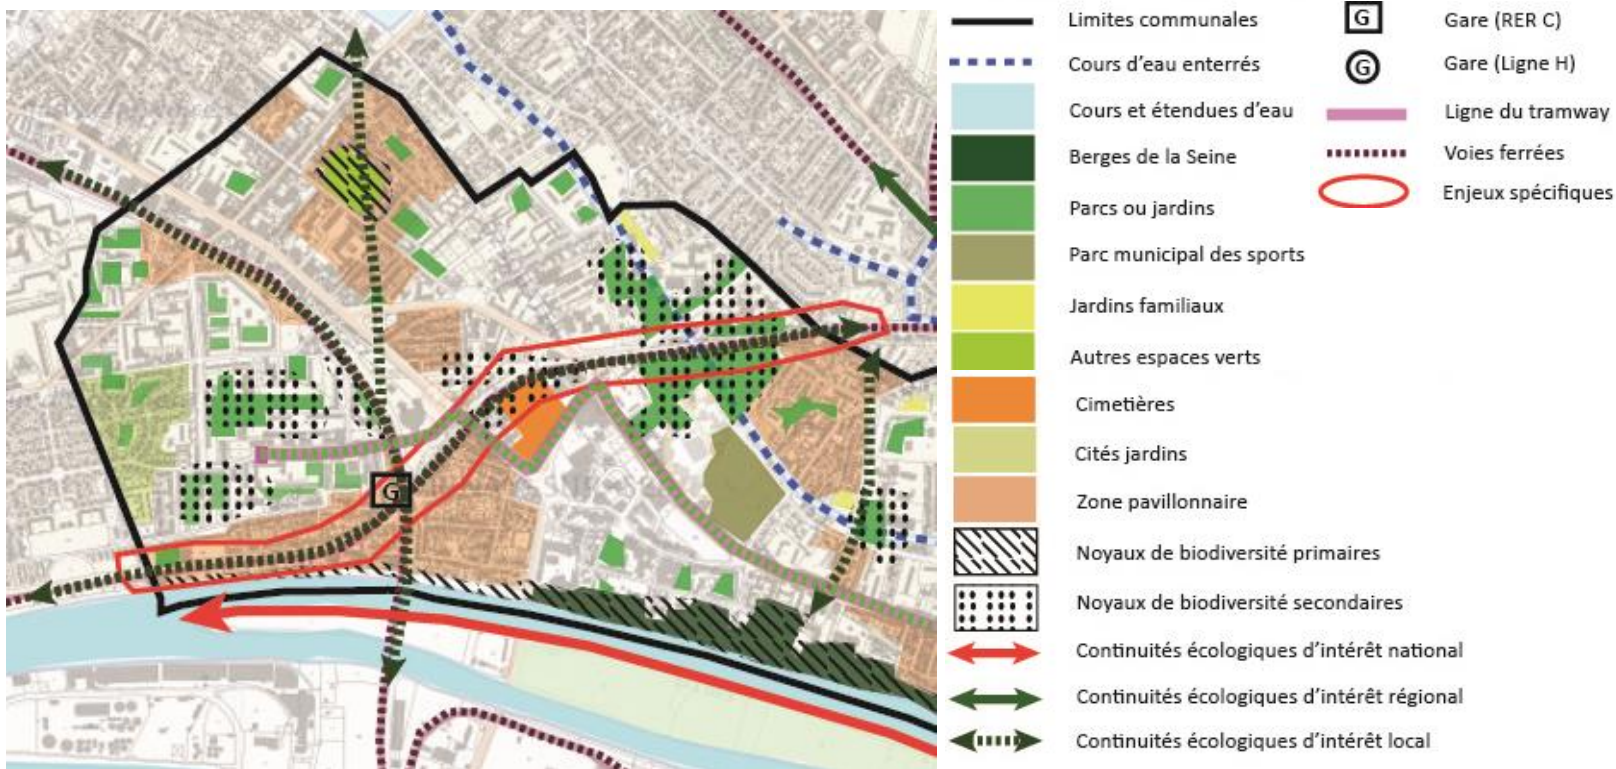 G
Limites communales
G
Gare (RER C)
Cours d'eau enterrés
G
Gare (Ligne H)
Cours et étendues d'eau
Ligne du tramway
Berges de la Seine
Voies ferrées
Parcs ou jardins
Enjeux spécifiques
Parc municipal des sports
Jardins familiaux
Autres espaces verts
Cimetières
Cités jardins
Zone pavillonnaire
Noyaux de biodiversité primaires
Noyaux de biodiversité secondaires
Continuités écologiques d'intérêt national
Continuités écologiques d'intérêt régional
Continuités écologiques d'intérêt local